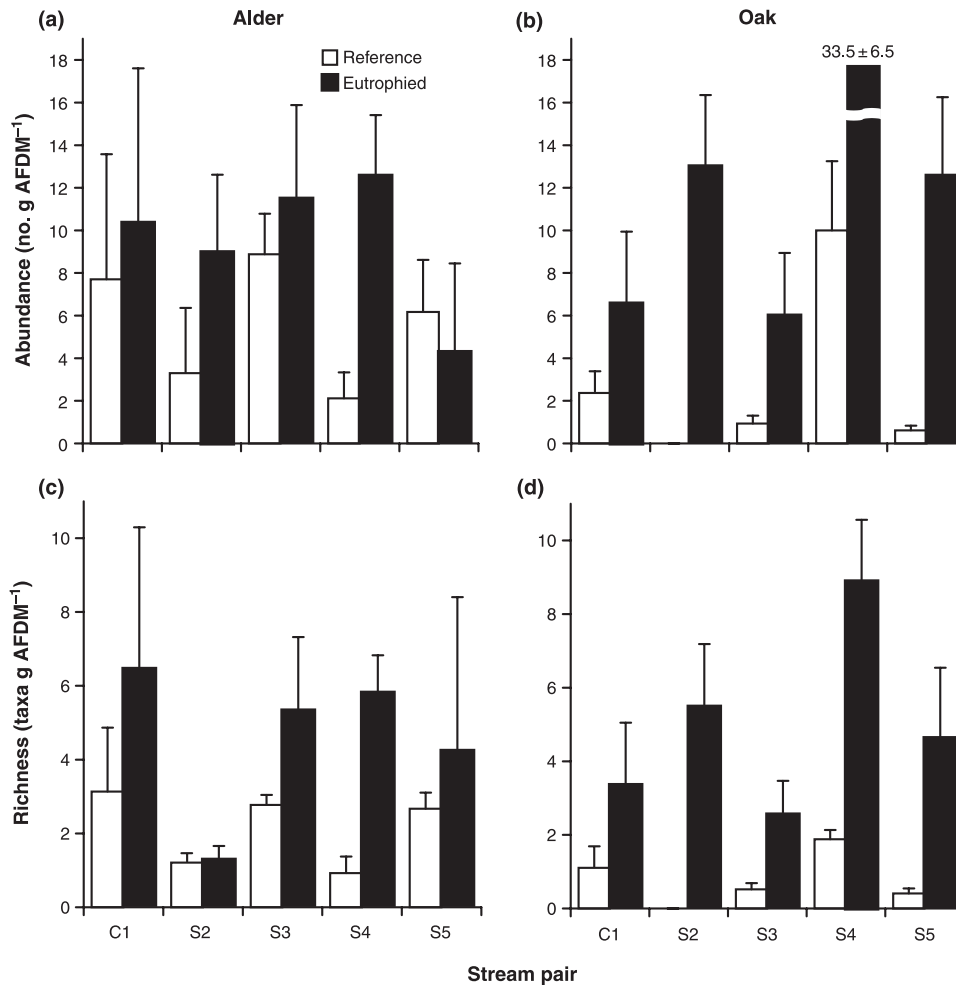 (a)
Alder
(b)
Oak
Reference
Eutrophied
33.5 ± 6.5
Abundance (no. g AFDM⁻¹)
18
16
14
12
10
8
6
4
2
0
18
16
14
12
10
8
6
4
2
0
(c)
(d)
Richness (taxa g AFDM⁻¹)
10
8
6
4
2
0
10
8
6
4
2
0
C1 S2 S3 S4 S5
C1 S2 S3 S4 S5
Stream pair